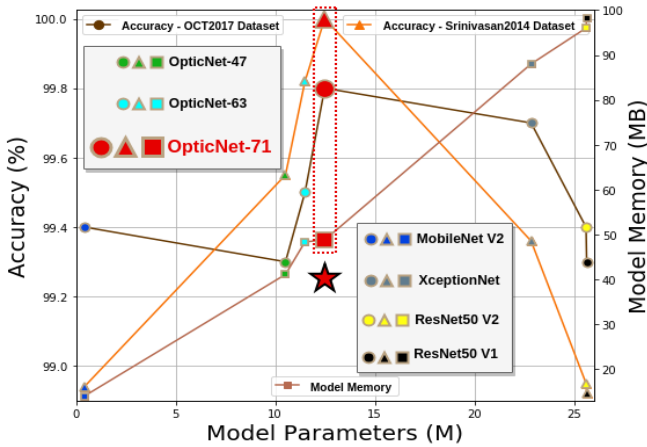 Accuracy - OCT2017 Dataset
Accuracy - Srinivasan2014 Dataset
OpticNet-47
OpticNet-63
OpticNet-71
MobileNet V2
XceptionNet
ResNet50 V2
ResNet50 V1
Model Memory
Accuracy (%)
100.0
99.8
99.6
99.4
99.2
99.0
Model Memory (MB)
100
90
80
70
60
50
40
30
20
0
5
10
15
20
25
Model Parameters (M)